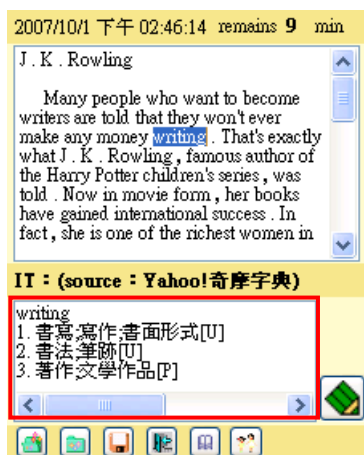 2007/10/1 下午 02:46:14 remains 9 min
J . K . Rowling
Many people who want to become
writers are told that they won't ever
make any money writing . That's exactly
what J . K . Rowling , famous author of
the Harry Potter children's series , was
told . Now in movie form , her books
have gained international success . In
fact , she is one of the richest women in
IT：(source：Yahoo!奇摩字典)
writing
1. 書寫;寫作;書面形式[U]
2. 書法;筆跡[U]
3. 著作;文學作品[P]